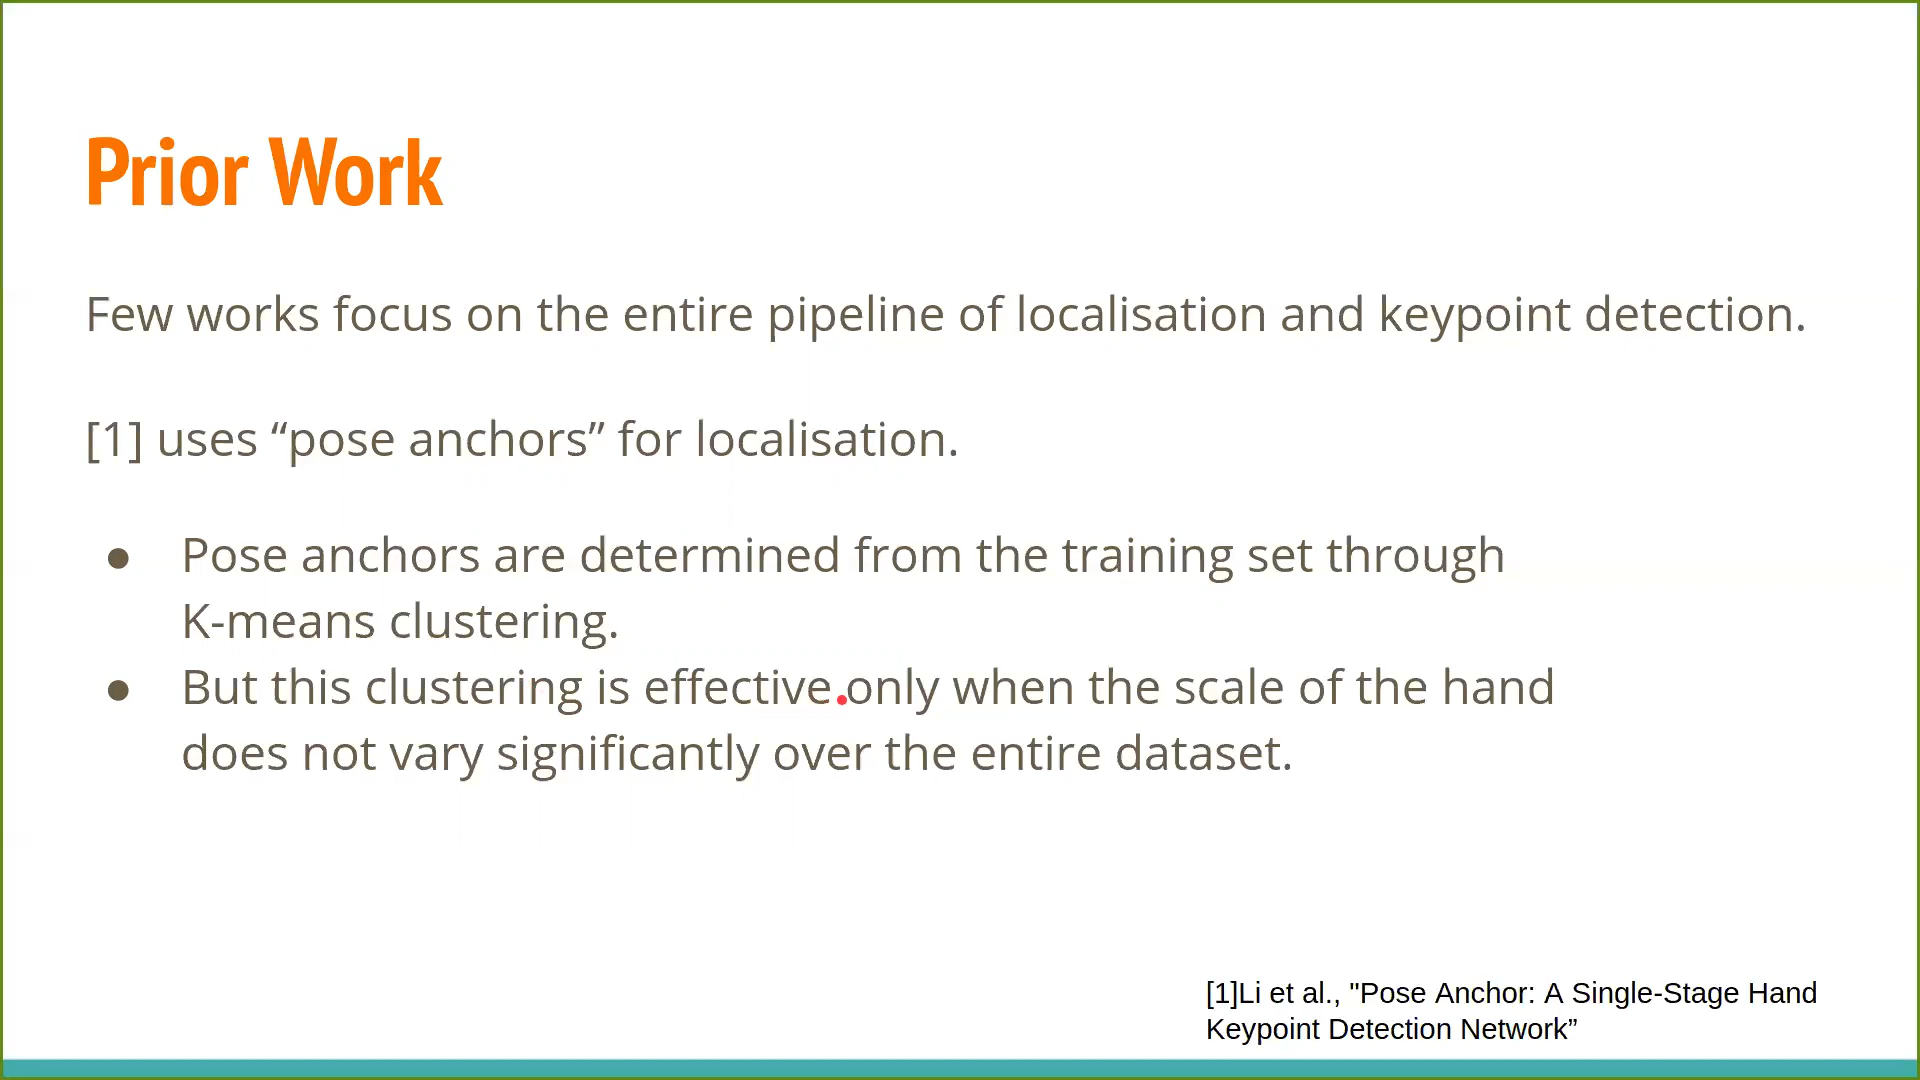 Prior Work
Few works focus on the entire pipeline of localisation and keypoint detection.
[1] uses “pose anchors” for localisation.
● Pose anchors are determined from the training set through
K-means clustering.
● But this clustering is effective only when the scale of the hand
does not vary significantly over the entire dataset.
[1]Li et al., "Pose Anchor: A Single-Stage Hand
Keypoint Detection Network”